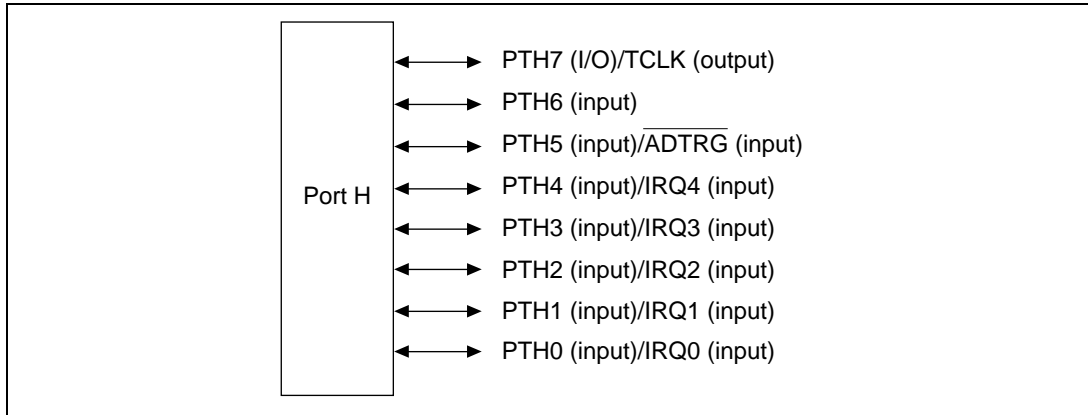 Port H
PTH7 (I/O)/TCLK (output)
PTH6 (input)
PTH5 (input)/A̅D̅T̅R̅G̅ (input)
PTH4 (input)/IRQ4 (input)
PTH3 (input)/IRQ3 (input)
PTH2 (input)/IRQ2 (input)
PTH1 (input)/IRQ1 (input)
PTH0 (input)/IRQ0 (input)